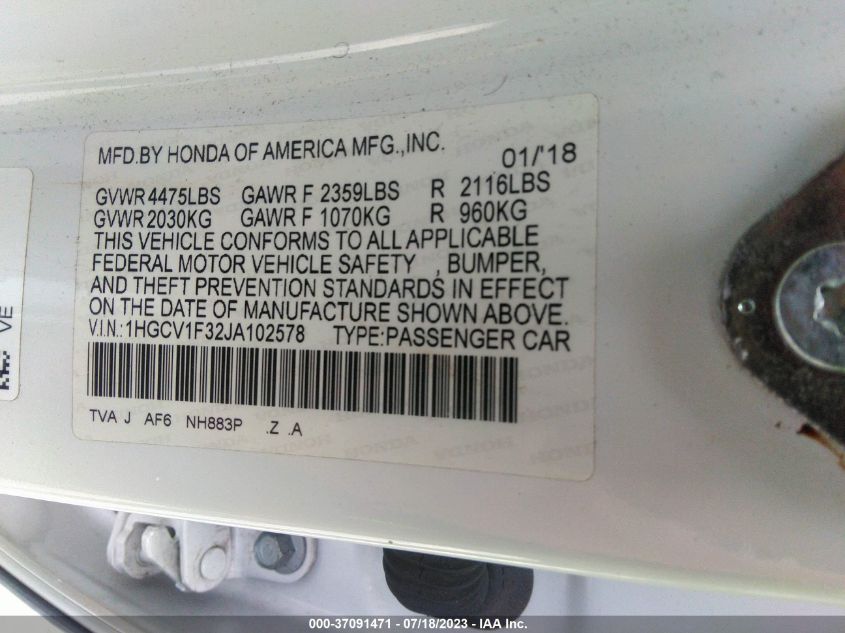 MFD.BY HONDA OF AMERICA MFG.,INC. 01/'18
GVWR 4475LBS GAWR F 2359LBS R 2116LBS
GVWR 2030KG GAWR F 1070KG R 960KG
THIS VEHICLE CONFORMS TO ALL APPLICABLE
FEDERAL MOTOR VEHICLE SAFETY , BUMPER,
AND THEFT PREVENTION STANDARDS IN EFFECT
ON THE DATE OF MANUFACTURE SHOWN ABOVE.
V.I.N.:1HGCV1F32JA102578 TYPE:PASSENGER CAR
TVA J AF6 NH883P .Z .A
VE
000-37091471 - 07/18/2023 - IAA Inc.